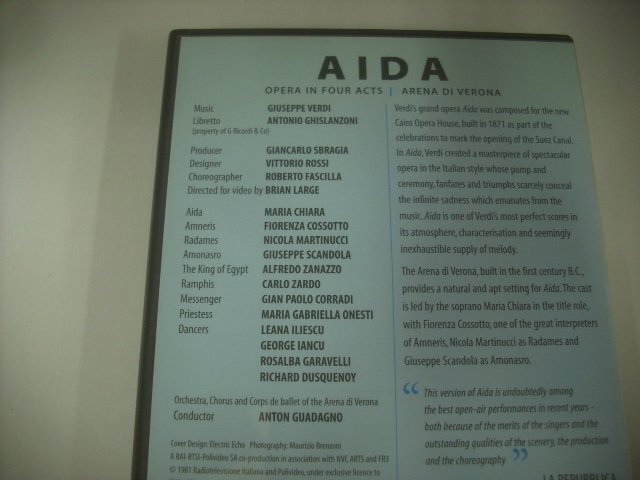 AIDA
OPERA IN FOUR ACTS | ARENA DI VERONA
Music GIUSEPPE VERDI
Libretto ANTONIO GHISLANZONI
(property of G Ricordi & Co)
Producer GIANCARLO SBRAGIA
Designer VITTORIO ROSSI
Choreographer ROBERTO FASCILLA
Directed for video by BRIAN LARGE
Aida MARIA CHIARA
Amneris FIORENZA COSSOTTO
Radames NICOLA MARTINUCCI
Amonasro GIUSEPPE SCANDOLA
The King of Egypt ALFREDO ZANAZZO
Ramphis CARLO ZARDO
Messenger GIAN PAOLO CORRADI
Priestess MARIA GABRIELLA ONESTI
Dancers LEANA ILIESCU
GEORGE IANCU
ROSALBA GARAVELLI
RICHARD DUSQUENOY
Orchestra, Chorus and Corps de ballet of the Arena di Verona
Conductor ANTON GUADAGNO
Cover Design: Electric Echo Photography: Maurizio Brenzoni
A RAI-RTSI-Polivideo SA co-production in association with NVC ARTS and FR3
© 1981 Radiotelevisione Italiana and Polivideo, under exclusive licence to
Verdi's grand opera Aida was composed for the new
Cairo Opera House, built in 1871 as part of the
celebrations to mark the opening of the Suez Canal.
In Aida, Verdi created a masterpiece of spectacular
opera in the Italian style whose pomp and
ceremony, fanfares and triumphs scarcely conceal
the infinite sadness which emanates from the
music. Aida is one of Verdi's most perfect scores in
its atmosphere, characterisation and seemingly
inexhaustible supply of melody.
The Arena di Verona, built in the first century B.C.,
provides a natural and apt setting for Aida. The cast
is led by the soprano Maria Chiara in the title role,
with Fiorenza Cossotto, one of the great interpreters
of Amneris, Nicola Martinucci as Radames and
Giuseppe Scandola as Amonasro.
“ This version of Aida is undoubtedly among
the best open-air performances in recent years -
both because of the merits of the singers and the
outstanding qualities of the scenery, the production
and the choreography ”
LA REPUBBLICA